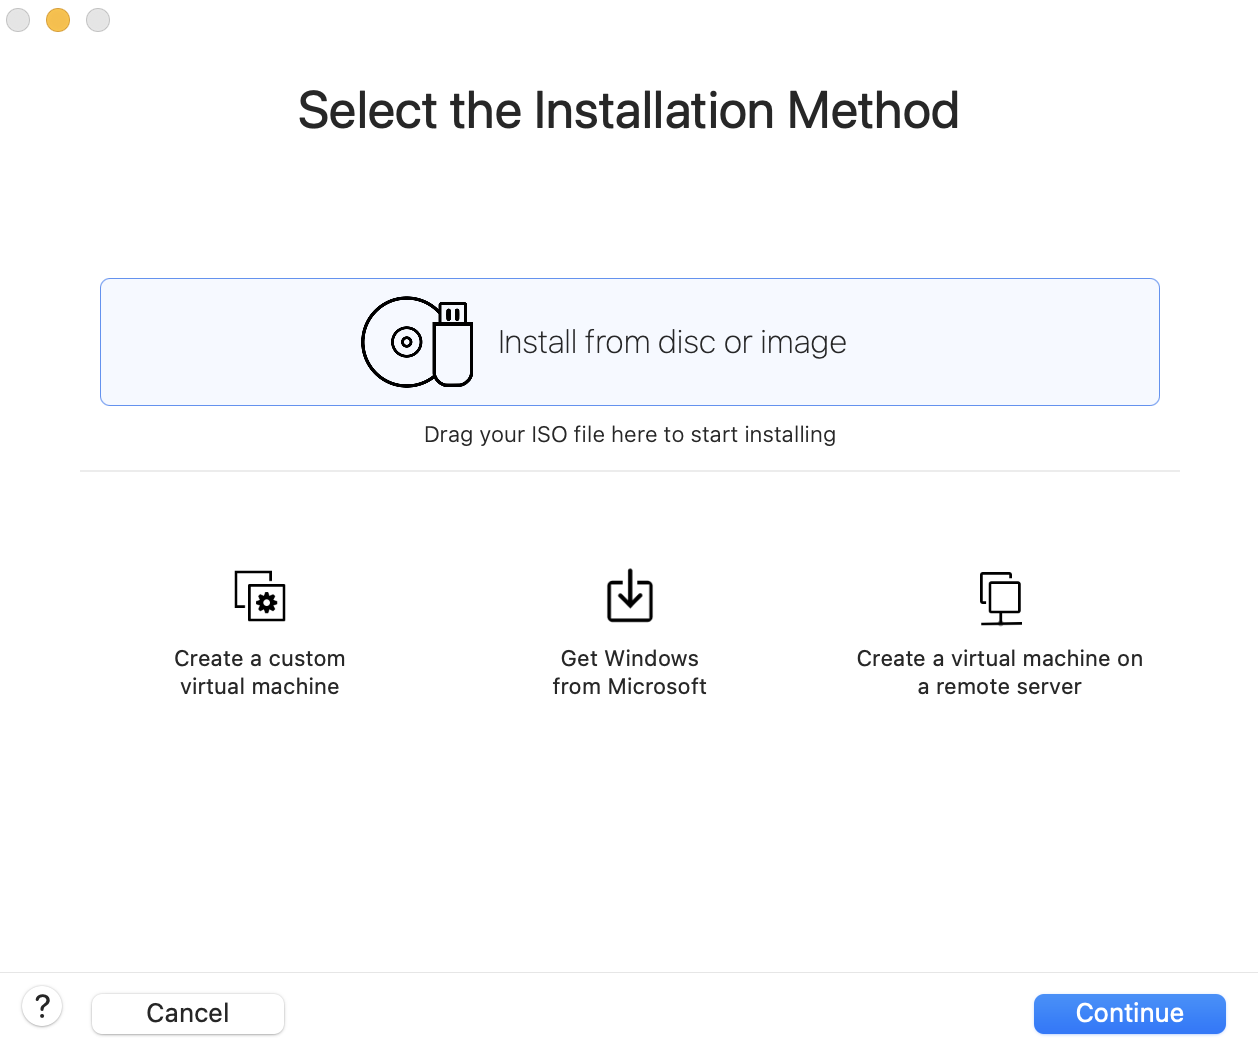 Select the Installation Method
Install from disc or image
Drag your ISO file here to start installing
Create a custom
virtual machine
Get Windows
from Microsoft
Create a virtual machine on
a remote server
?
Cancel
Continue